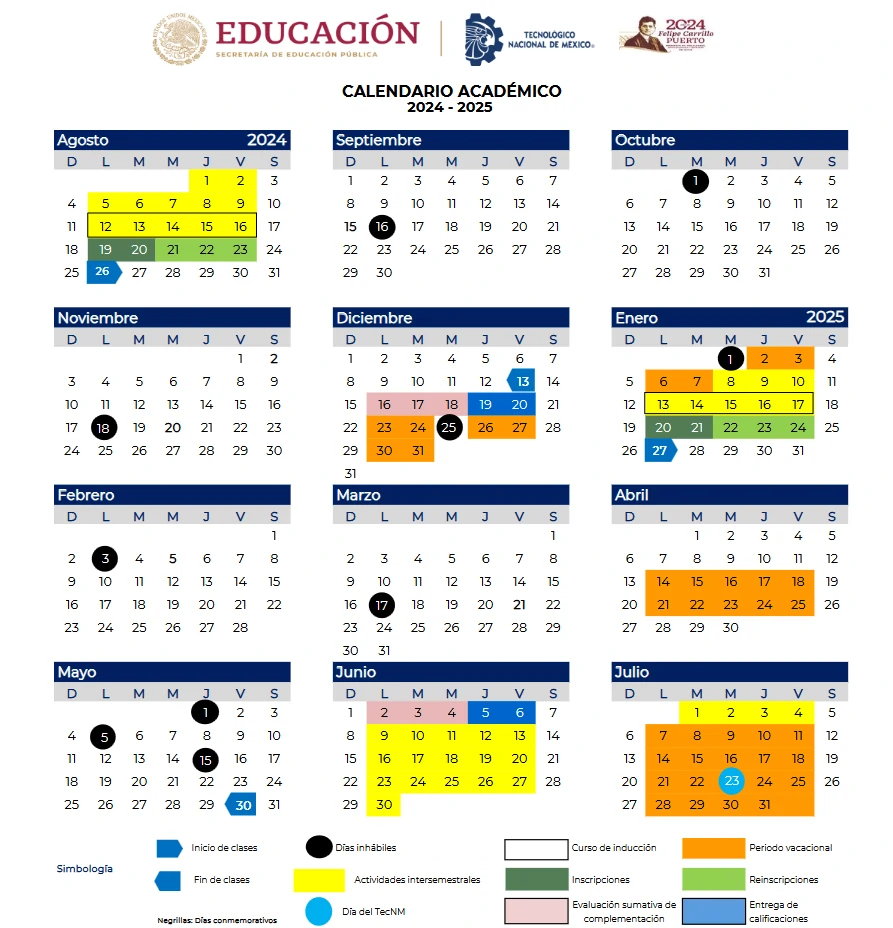 EDUCACIÓN
SECRETARÍA DE EDUCACIÓN PÚBLICA
TECNOLÓGICO
NACIONAL DE MÉXICO®
2024
Felipe Carrillo
PUERTO
CALENDARIO ACADÉMICO
2024 - 2025
Agosto 2024
D L M M J V S
1 2 3
4 5 6 7 8 9 10
11 12 13 14 15 16 17
18 19 20 21 22 23 24
25 26 27 28 29 30 31
Septiembre
D L M M J V S
1 2 3 4 5 6 7
8 9 10 11 12 13 14
15 16 17 18 19 20 21
22 23 24 25 26 27 28
29 30
Octubre
D L M M J V S
1 2 3 4 5
6 7 8 9 10 11 12
13 14 15 16 17 18 19
20 21 22 23 24 25 26
27 28 29 30 31
Noviembre
D L M M J V S
1 2
3 4 5 6 7 8 9
10 11 12 13 14 15 16
17 18 19 20 21 22 23
24 25 26 27 28 29 30
Diciembre
D L M M J V S
1 2 3 4 5 6 7
8 9 10 11 12 13 14
15 16 17 18 19 20 21
22 23 24 25 26 27 28
29 30 31
31
Enero 2025
D L M M J V S
1 2 3 4
5 6 7 8 9 10 11
12 13 14 15 16 17 18
19 20 21 22 23 24 25
26 27 28 29 30 31
Febrero
D L M M J V S
1
2 3 4 5 6 7 8
9 10 11 12 13 14 15
16 17 18 19 20 21 22
23 24 25 26 27 28
Marzo
D L M M J V S
1
2 3 4 5 6 7 8
9 10 11 12 13 14 15
16 17 18 19 20 21 22
23 24 25 26 27 28 29
30 31
Abril
D L M M J V S
1 2 3 4 5
6 7 8 9 10 11 12
13 14 15 16 17 18 19
20 21 22 23 24 25 26
27 28 29 30
Mayo
D L M M J V S
1 2 3
4 5 6 7 8 9 10
11 12 13 14 15 16 17
18 19 20 21 22 23 24
25 26 27 28 29 30 31
Junio
D L M M J V S
1 2 3 4 5 6 7
8 9 10 11 12 13 14
15 16 17 18 19 20 21
22 23 24 25 26 27 28
29 30
Julio
D L M M J V S
1 2 3 4 5
6 7 8 9 10 11 12
13 14 15 16 17 18 19
20 21 22 23 24 25 26
27 28 29 30 31
Simbología
Inicio de clases
Días inhábiles
Curso de inducción
Periodo vacacional
Fin de clases
Actividades intersemestrales
Inscripciones
Reinscripciones
Negrillas: Días conmemorativos
Día del TecNM
Evaluación sumativa de
complementación
Entrega de
calificaciones